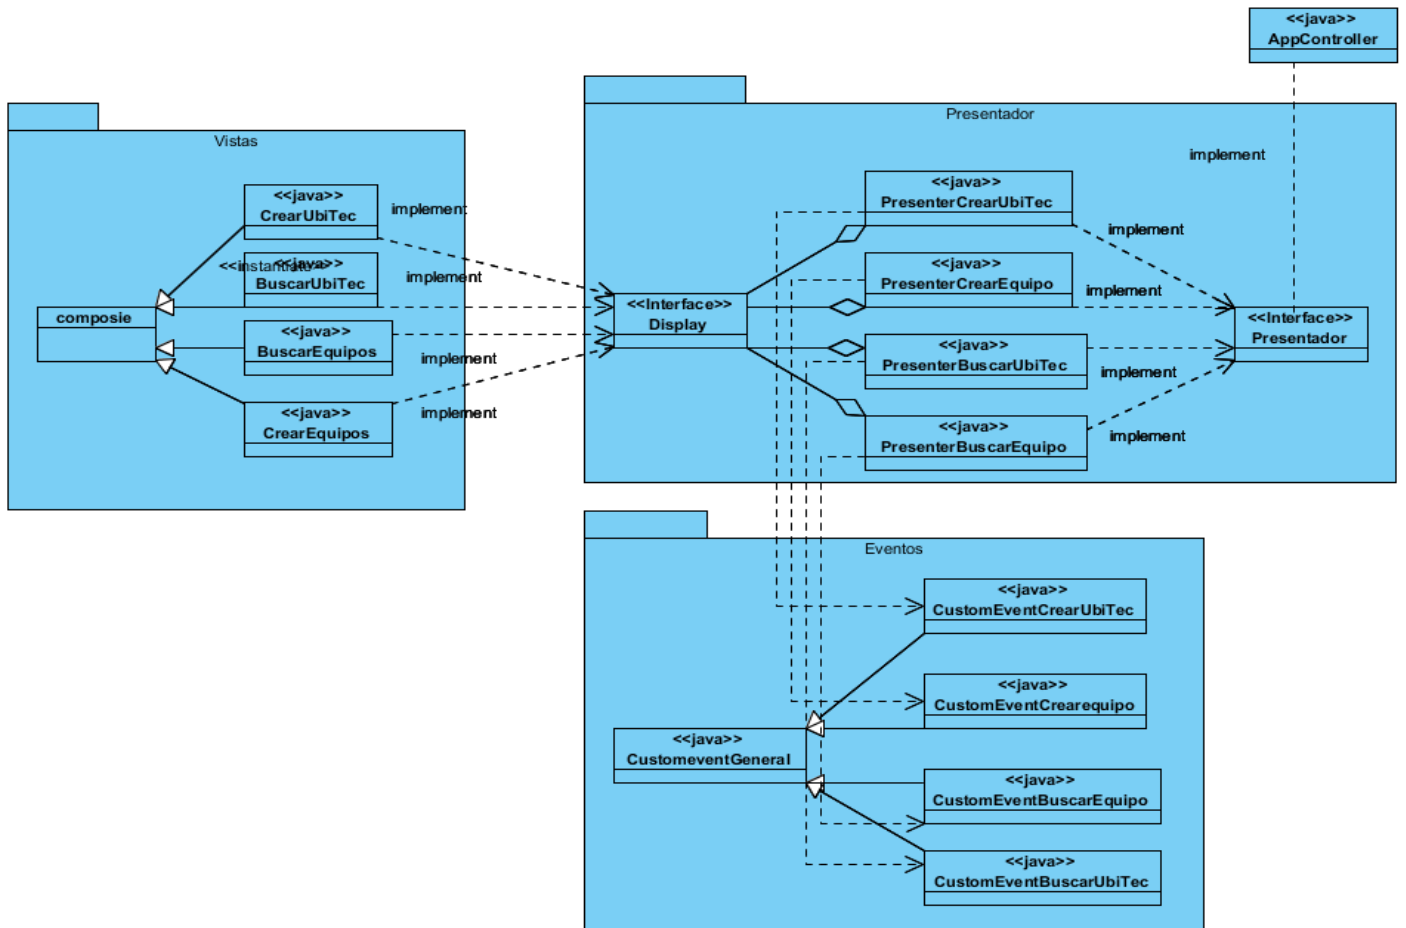 <<java>>
AppController
implement
Vistas
<<java>>
CrearUbiTec
implement
<<instantiate>>
<<java>>
BuscarUbiTec
implement
composie
<<java>>
BuscarEquipos
implement
<<java>>
CrearEquipos
implement
Presentador
<<java>>
PresenterCrearUbiTec
implement
<<java>>
PresenterCrearEquipo
implement
<<Interface>>
Display
<<java>>
PresenterBuscarUbiTec
implement
<<java>>
PresenterBuscarEquipo
implement
<<Interface>>
Presentador
Eventos
<<java>>
CustomEventCrearUbiTec
<<java>>
CustomEventCrearequipo
<<java>>
CustomeventGeneral
<<java>>
CustomEventBuscarEquipo
<<java>>
CustomEventBuscarUbiTec